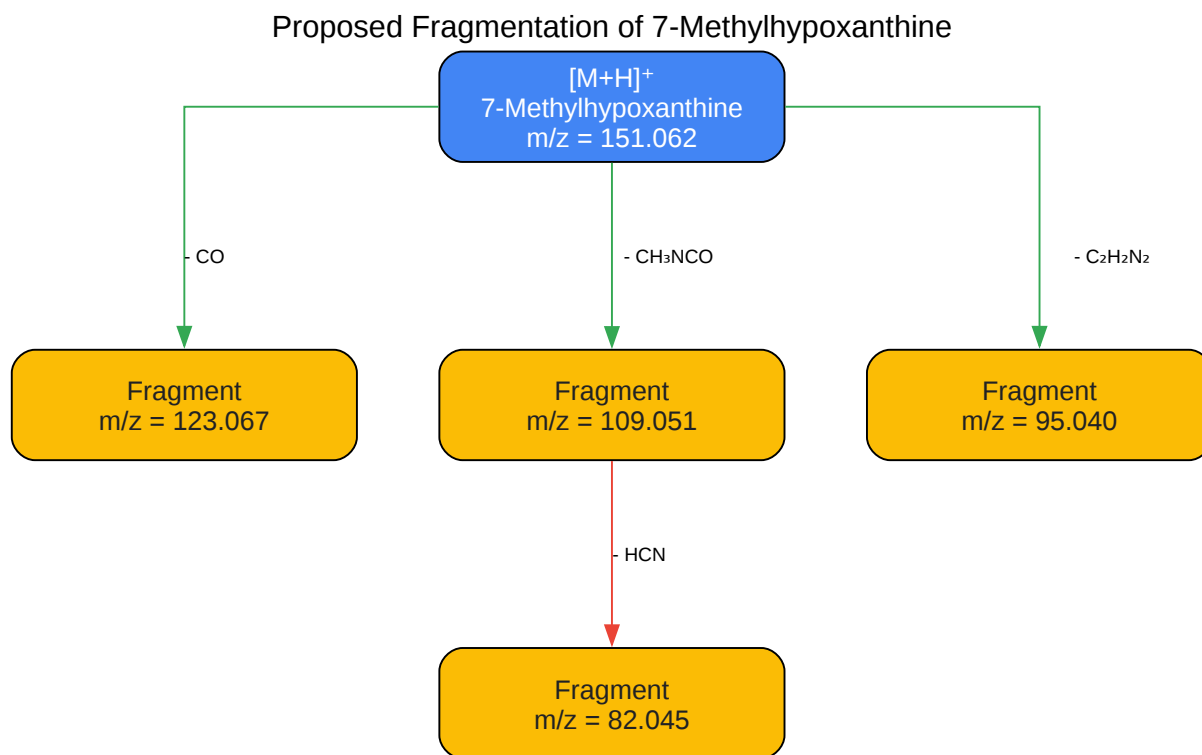 Proposed Fragmentation of 7-Methylhypoxanthine
[M+H]⁺
7-Methylhypoxanthine
m/z = 151.062
- CO
- CH₃NCO
- C₂H₂N₂
Fragment
m/z = 123.067
Fragment
m/z = 109.051
Fragment
m/z = 95.040
- HCN
Fragment
m/z = 82.045